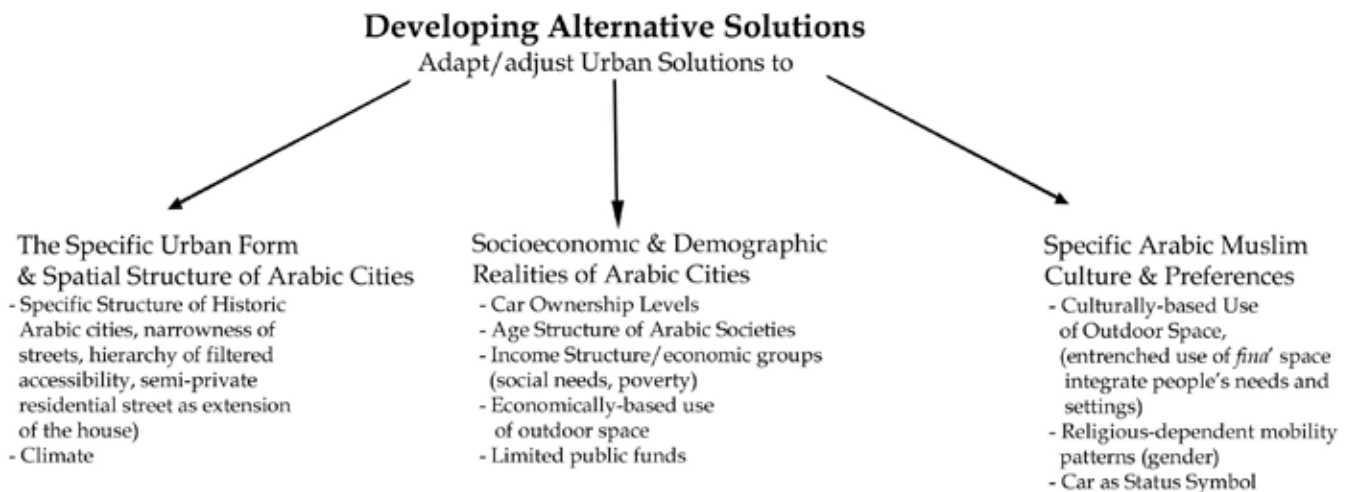 Developing Alternative Solutions
Adapt/adjust Urban Solutions to
The Specific Urban Form
& Spatial Structure of Arabic Cities
- Specific Structure of Historic
Arabic cities, narrowness of
streets, hierarchy of filtered
accessibility, semi-private
residential street as extension
of the house)
- Climate
Socioeconomic & Demographic
Realities of Arabic Cities
- Car Ownership Levels
- Age Structure of Arabic Societies
- Income Structure/economic groups
(social needs, poverty)
- Economically-based use
of outdoor space
- Limited public funds
Specific Arabic Muslim
Culture & Preferences
- Culturally-based Use
of Outdoor Space,
(entrenched use of fina' space
integrate people's needs and
settings)
- Religious-dependent mobility
patterns (gender)
- Car as Status Symbol